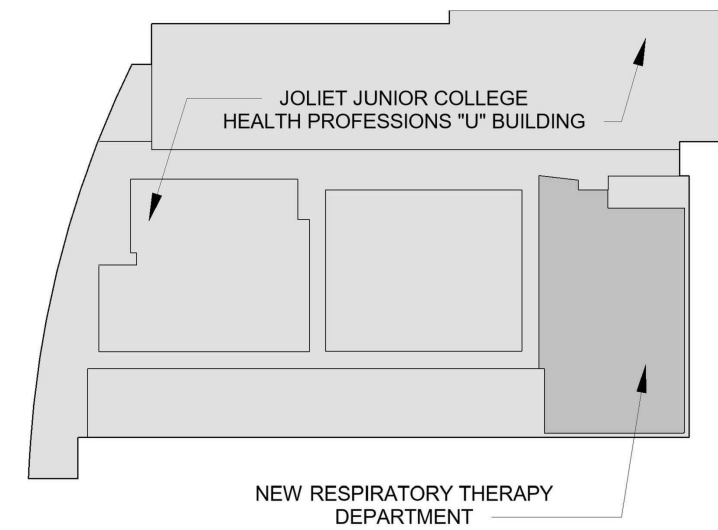 JOLIET JUNIOR COLLEGE
HEALTH PROFESSIONS "U" BUILDING
NEW RESPIRATORY THERAPY
DEPARTMENT